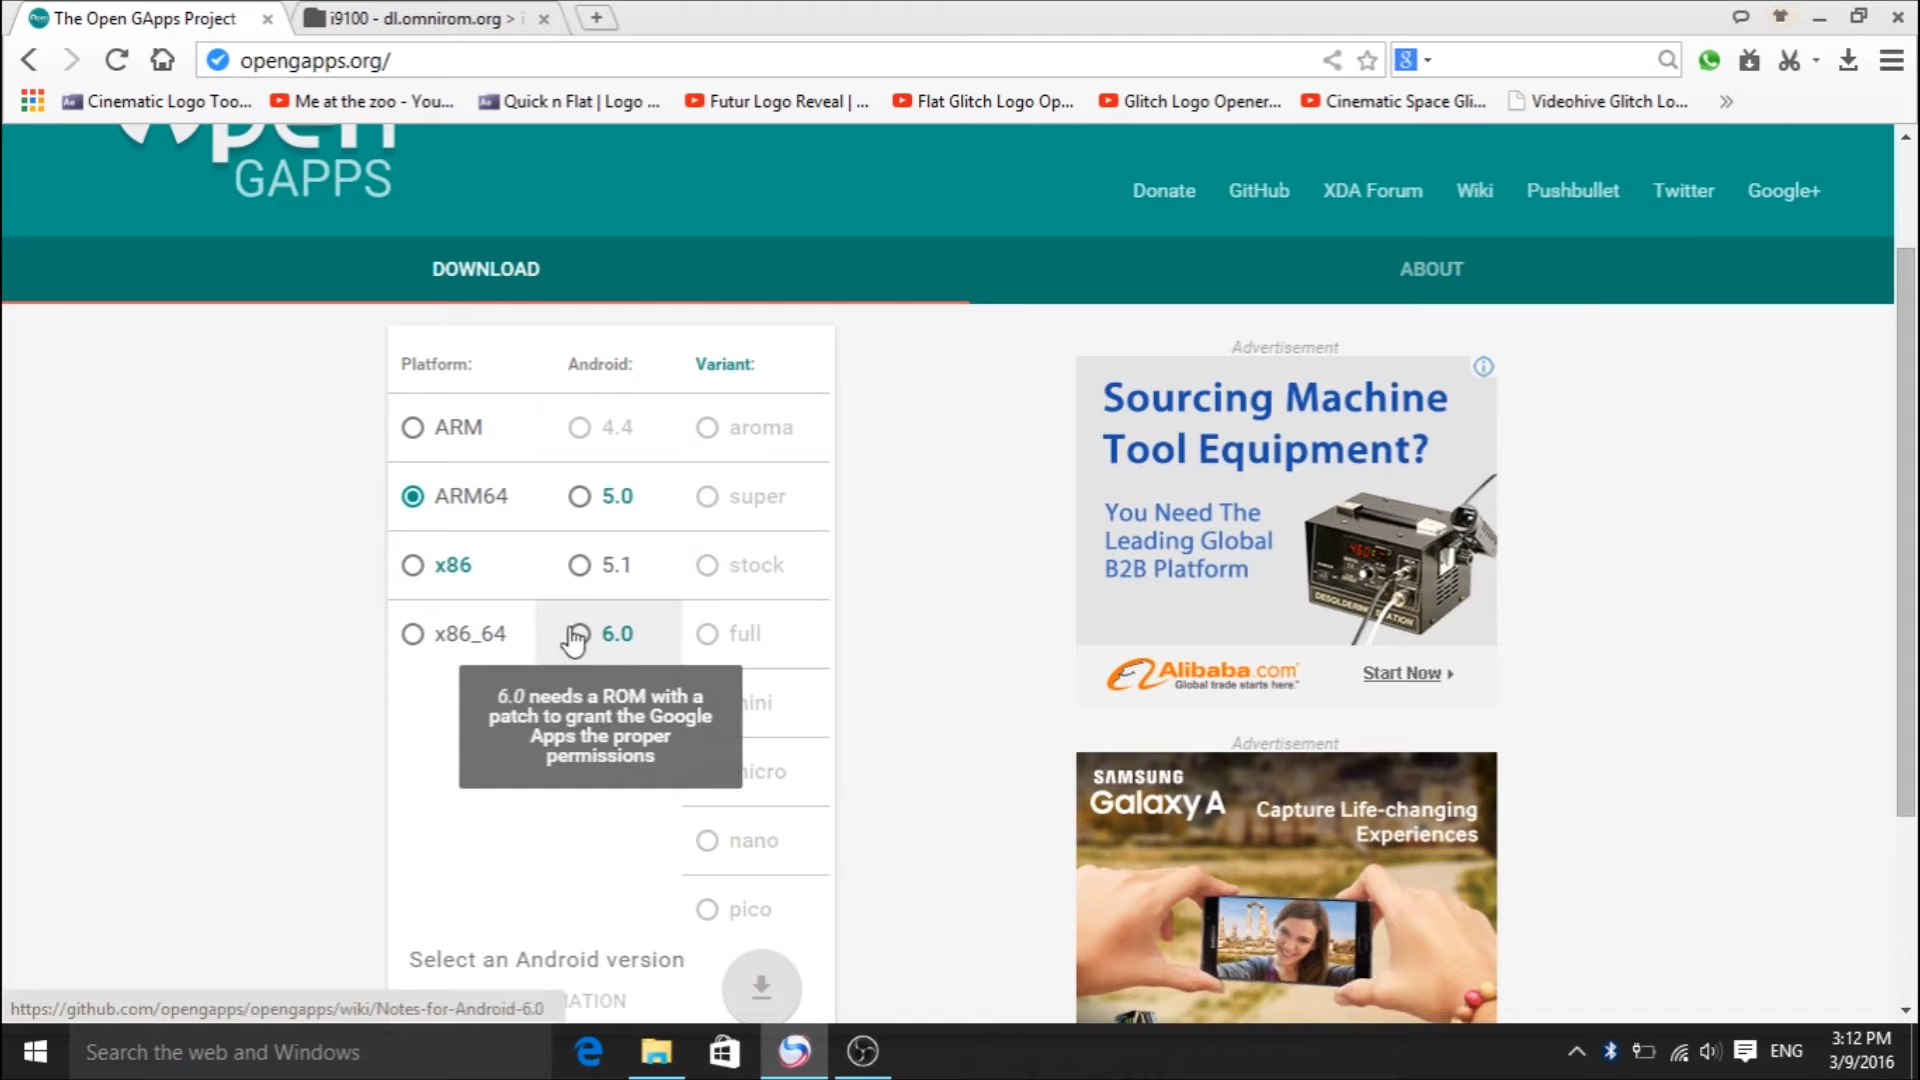 The Open GApps Project
i9100 - dl.omnirom.org > i
opengapps.org/
Cinematic Logo Too...
Me at the zoo - You...
Quick n Flat | Logo ...
Futur Logo Reveal | ...
Flat Glitch Logo Op...
Glitch Logo Opener...
Cinematic Space Gli...
Videohive Glitch Lo...
Open
GAPPS
Donate
GitHub
XDA Forum
Wiki
Pushbullet
Twitter
Google+
DOWNLOAD
ABOUT
Platform:
Android:
Variant:
ARM
4.4
aroma
ARM64
5.0
super
x86
5.1
stock
x86_64
6.0
full
6.0 needs a ROM with a
patch to grant the Google
Apps the proper
permissions
nano
pico
Select an Android version
Advertisement
Sourcing Machine
Tool Equipment?
You Need The
Leading Global
B2B Platform
DESOLDERING STATION
Alibaba.com
Global trade starts here.™
Start Now
Advertisement
SAMSUNG
Galaxy A
Capture Life-changing
Experiences
https://github.com/opengapps/opengapps/wiki/Notes-for-Android-6.0
Search the web and Windows
ENG
3:12 PM
3/9/2016